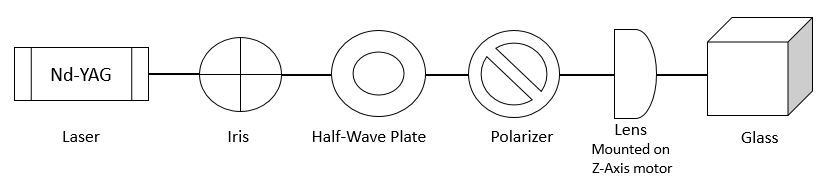 Nd-YAG
Laser
Iris
Half-Wave Plate
Polarizer
Lens
Mounted on
Z-Axis motor
Glass